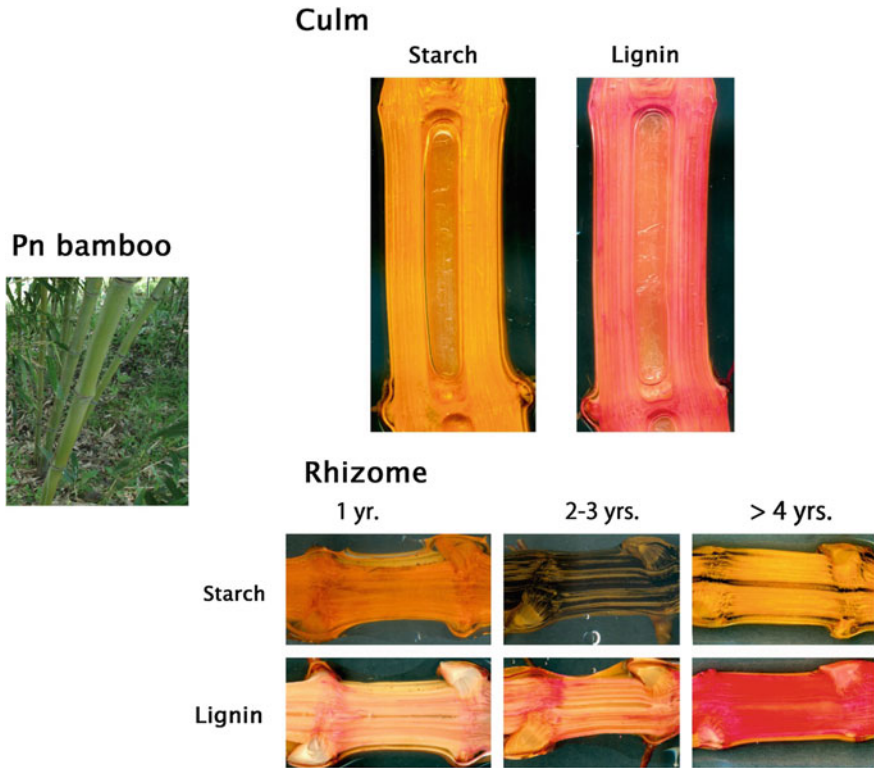 Culm
Starch Lignin
Pn bamboo
Rhizome
1 yr. 2-3 yrs. > 4 yrs.
Starch
Lignin